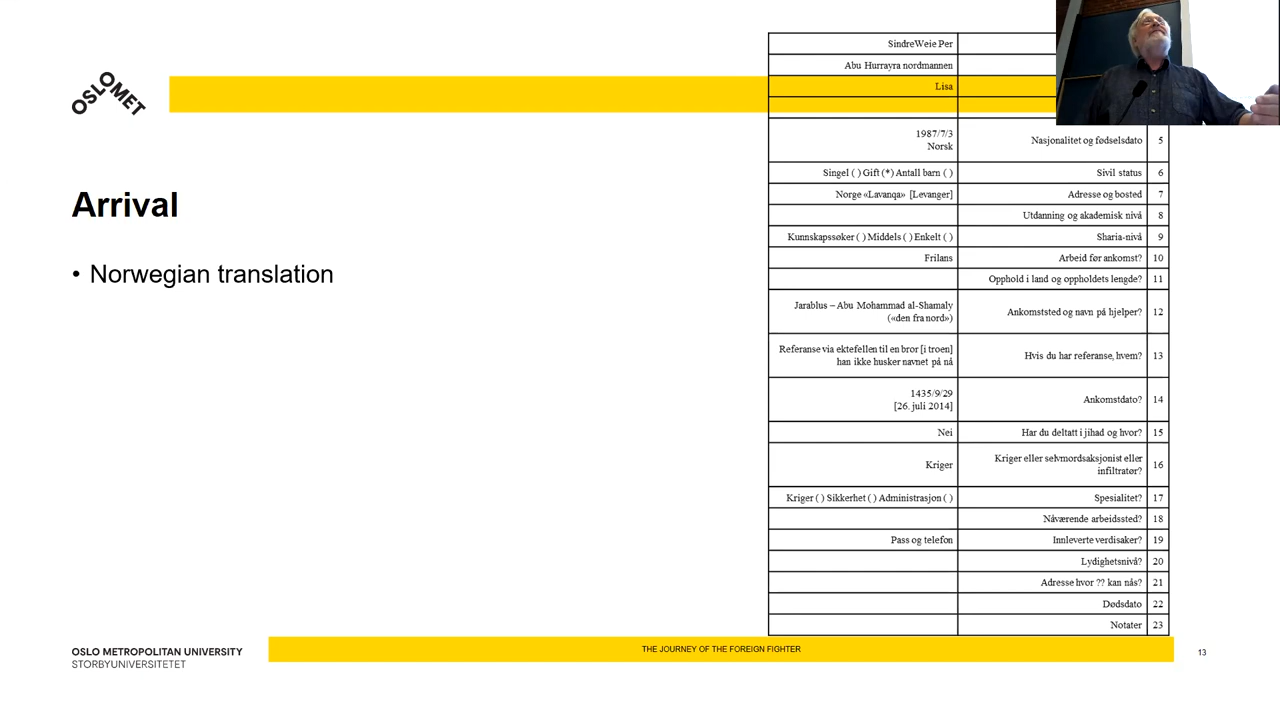 OSLOMET
Arrival
• Norwegian translation
SindreWeie Per
Abu Hurrayra nordmannen
Lisa
1987/7/3
Norsk
Nasjonalitet og fødselsdato
5
Singel ( ) Gift (*) Antall barn ( )
Sivil status
6
Norge «Lavanqa» [Levanger]
Adresse og bosted
7
Utdanning og akademisk nivå
8
Kunnskapssøker ( ) Middels ( ) Enkelt ( )
Sharia-nivå
9
Frilans
Arbeid før ankomst?
10
Opphold i land og oppholdets lengde?
11
Jarablus – Abu Mohammad al-Shamaly
(«den fra nord»)
Ankomststed og navn på hjelper?
12
Referanse via ektefellen til en bror [i troen]
han ikke husker navnet på nå
Hvis du har referanse, hvem?
13
1435/9/29
[26. juli 2014]
Ankomstdato?
14
Nei
Har du deltatt i jihad og hvor?
15
Kriger
Kriger eller selvmordsaksjonist eller
infiltratør?
16
Kriger ( ) Sikkerhet ( ) Administrasjon ( )
Spesialitet?
17
Nåværende arbeidssted?
18
Pass og telefon
Innleverte verdisaker?
19
Lydighetsnivå?
20
Adresse hvor ?? kan nås?
21
Dødsdato
22
Notater
23
OSLO METROPOLITAN UNIVERSITY
STORBYUNIVERSITETET
THE JOURNEY OF THE FOREIGN FIGHTER
13